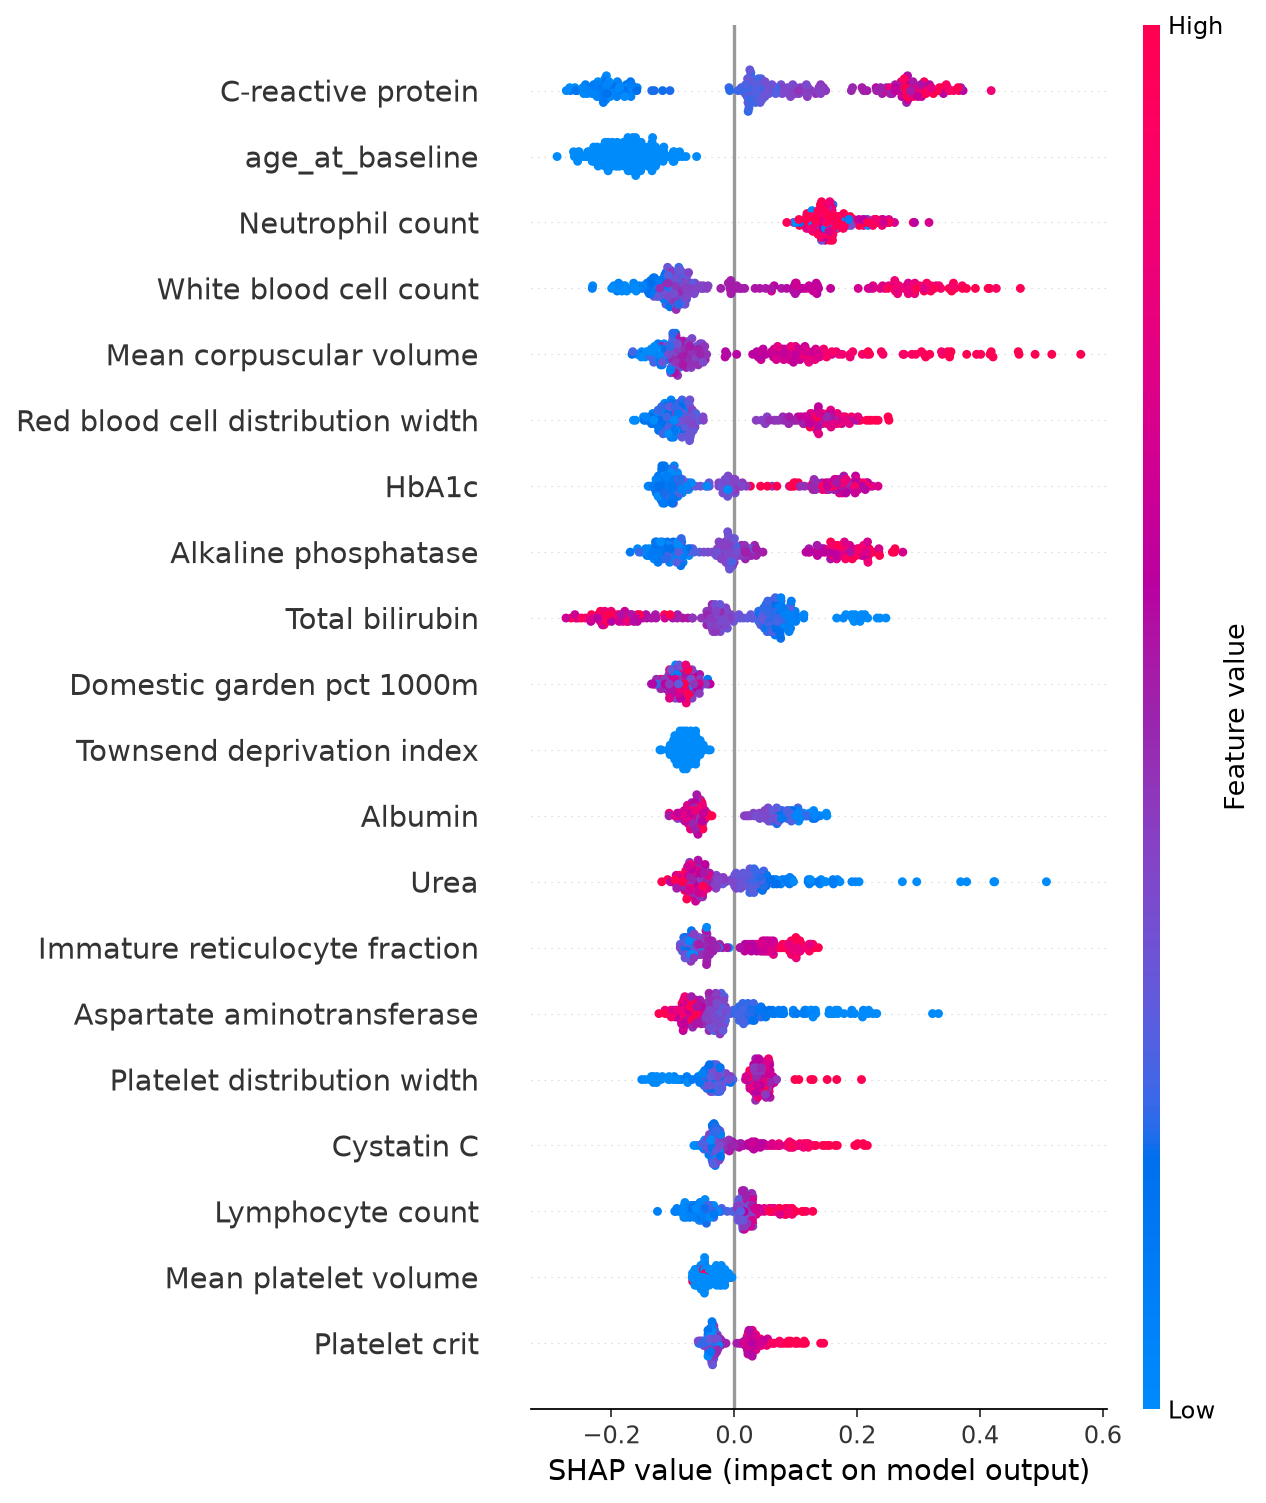 High
C-reactive protein
age_at_baseline
Neutrophil count
White blood cell count
Mean corpuscular volume
Red blood cell distribution width
HbA1c
Alkaline phosphatase
Total bilirubin
Domestic garden pct 1000m
Townsend deprivation index
Albumin
Urea
Immature reticulocyte fraction
Aspartate aminotransferase
Platelet distribution width
Cystatin C
Lymphocyte count
Mean platelet volume
Platelet crit
Feature value
Low
−0.2 0.0 0.2 0.4 0.6
SHAP value (impact on model output)